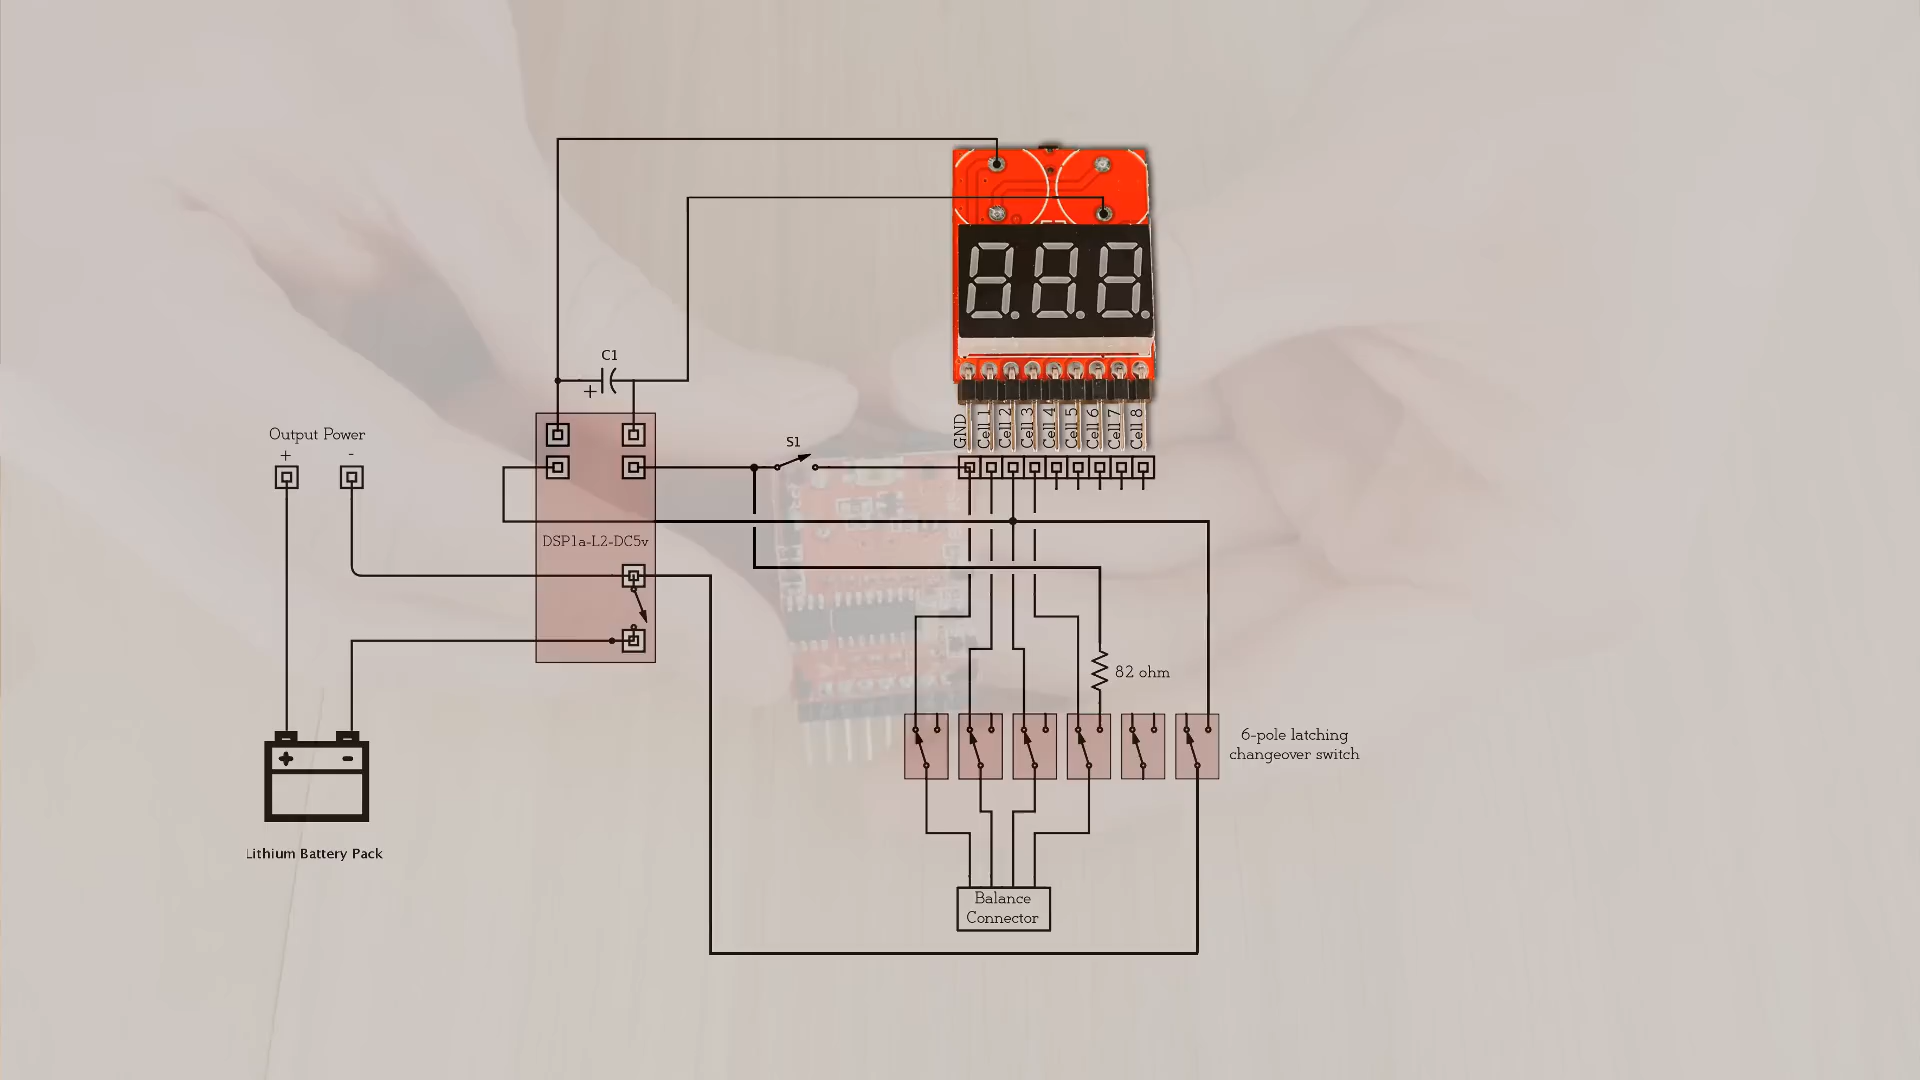 C1
+
Output Power
+ -
S1
GND
Cell 1
Cell 2
Cell 3
Cell 4
Cell 5
Cell 6
Cell 7
Cell 8
DSP1a-L2-DC5v
82 ohm
6-pole latching
changeover switch
+ -
Lithium Battery Pack
Balance
Connector